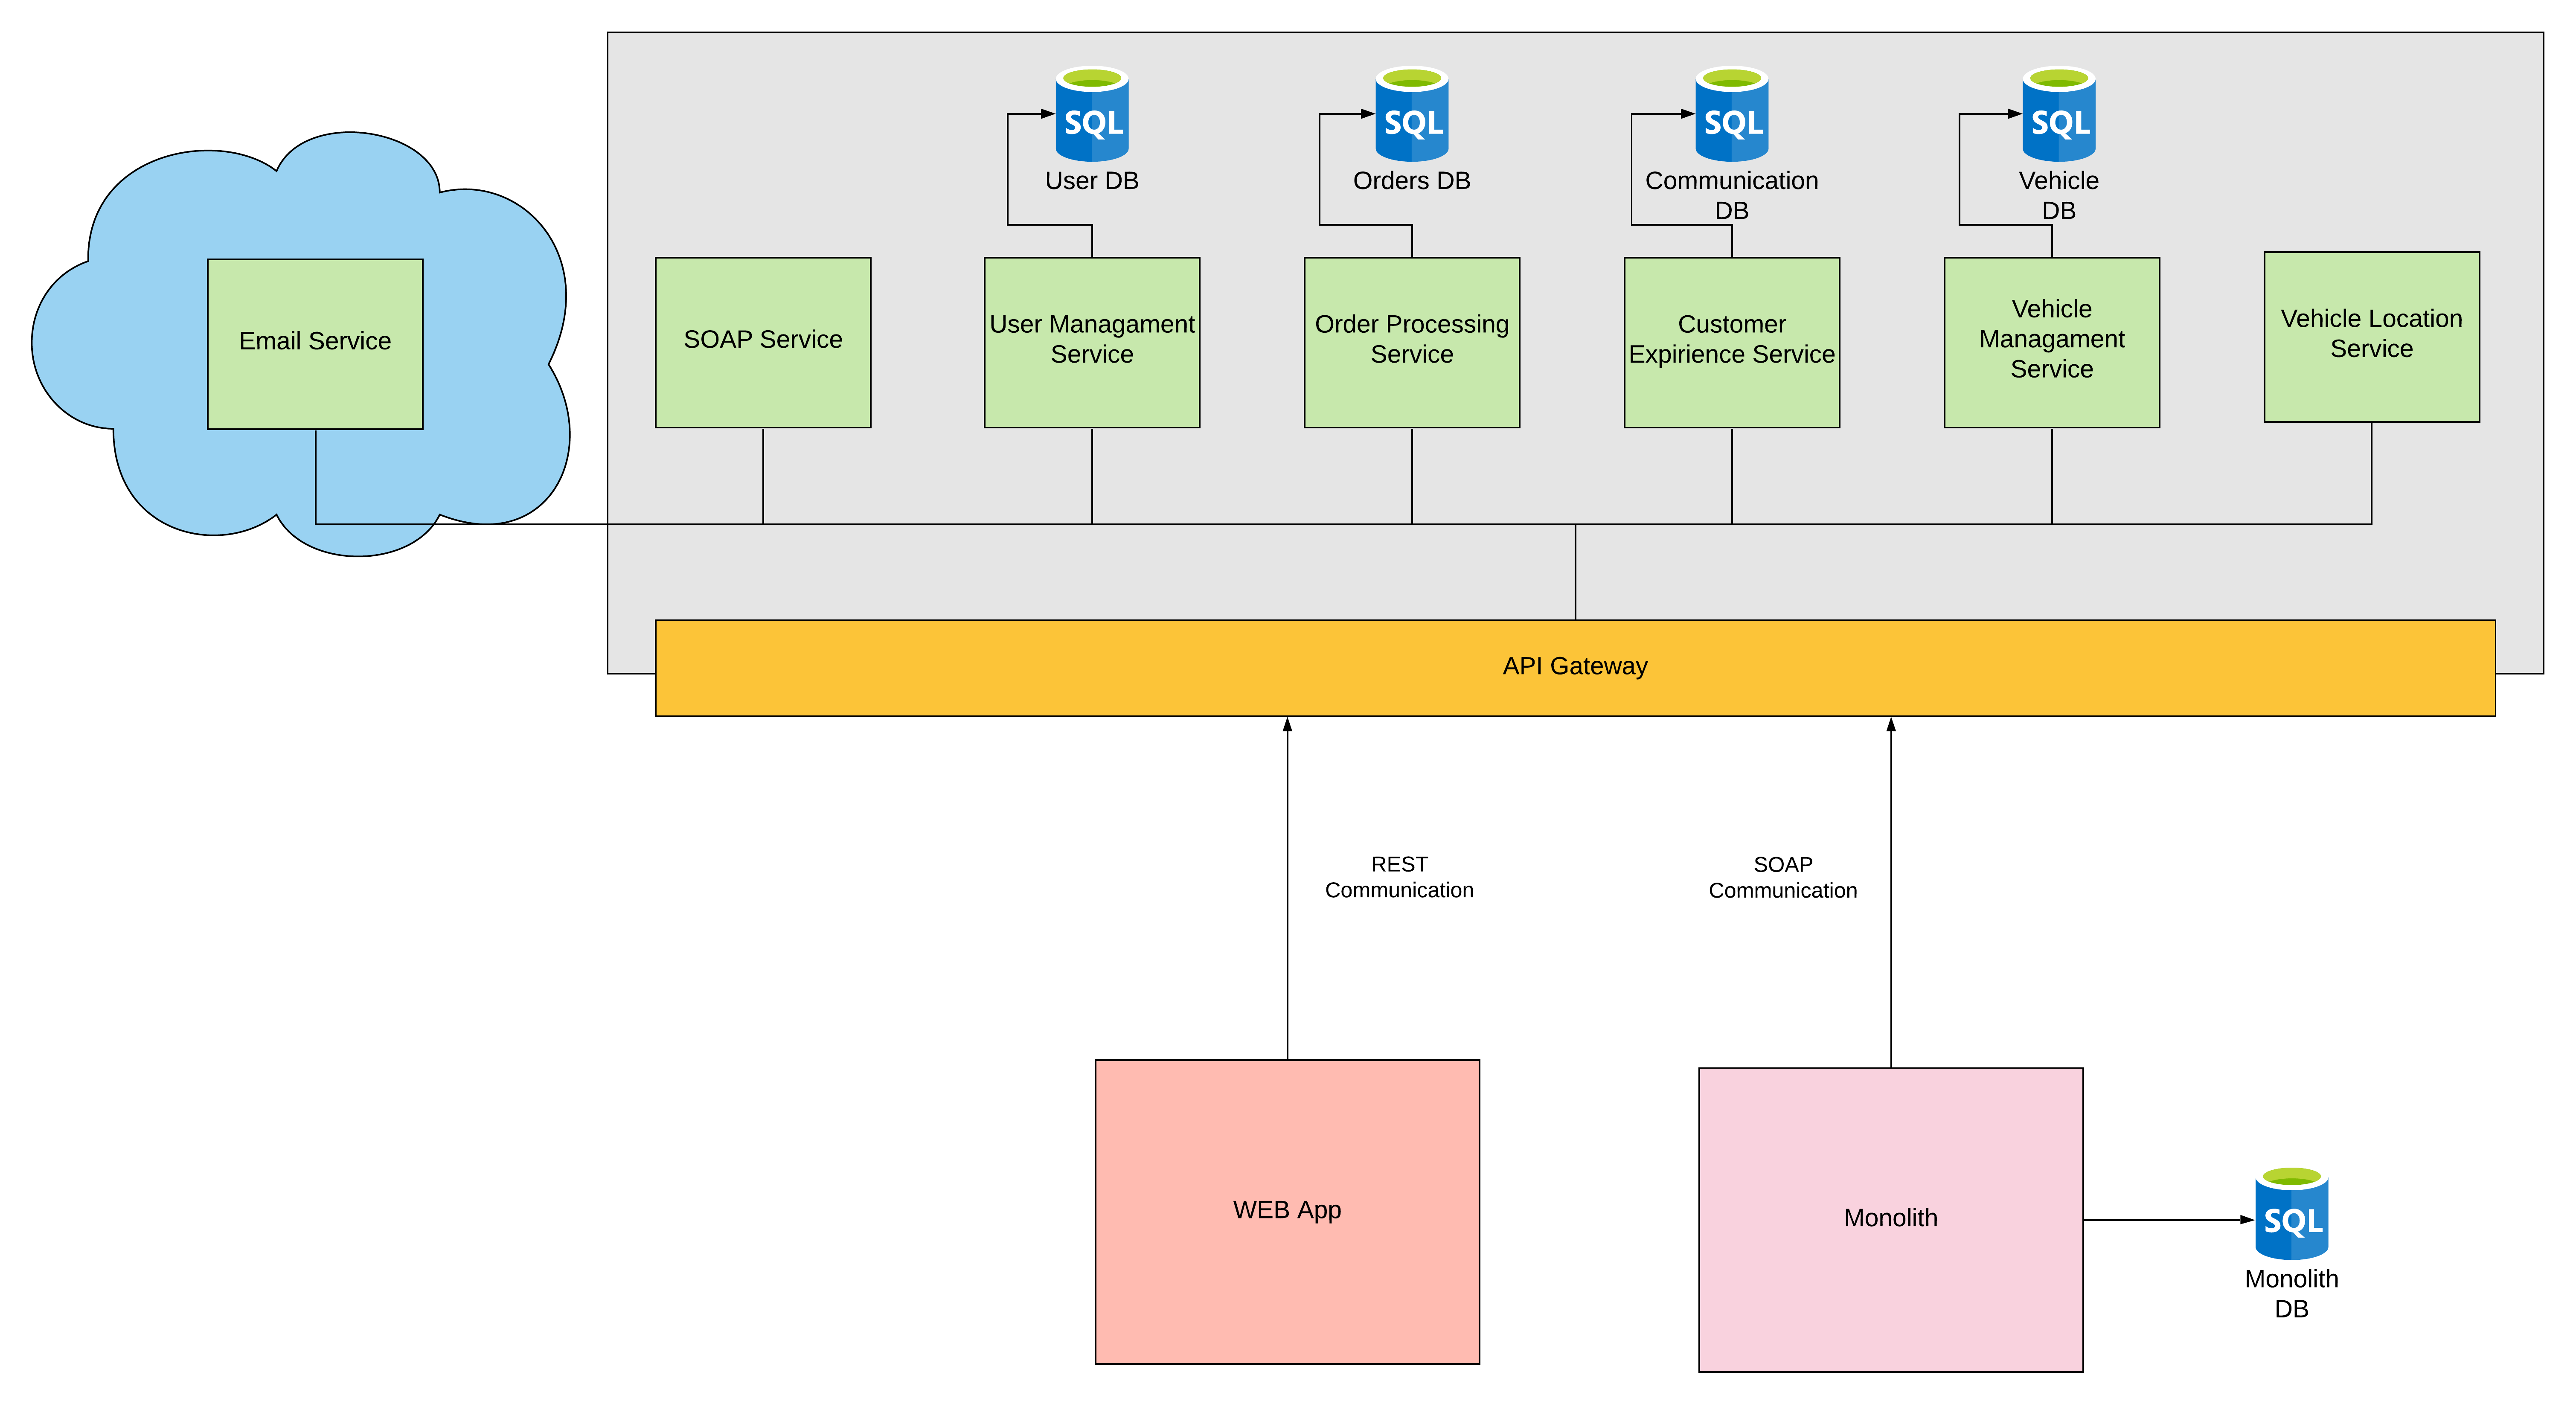 SQL
SQL
SQL
SQL
User DB
Orders DB
Communication
DB
Vehicle
DB
Email Service
SOAP Service
User Managament
Service
Order Processing
Service
Customer
Expirience Service
Vehicle
Managament
Service
Vehicle Location
Service
API Gateway
REST
Communication
SOAP
Communication
WEB App
Monolith
SQL
Monolith
DB